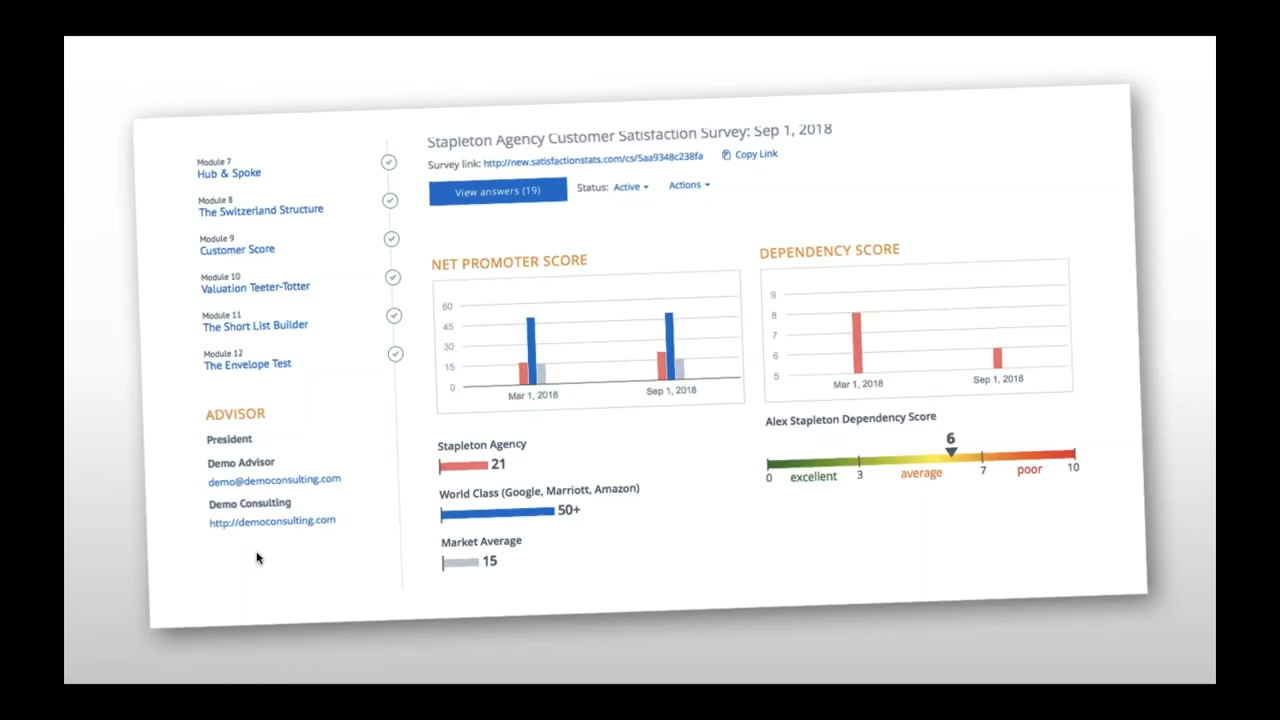 Module 7
Hub & Spoke
Module 8
The Switzerland Structure
Module 9
Customer Score
Module 10
Valuation Teeter-Totter
Module 11
The Short List Builder
Module 12
The Envelope Test
ADVISOR
President
Demo Advisor
demo@democonsulting.com
Demo Consulting
http://democonsulting.com
Stapleton Agency Customer Satisfaction Survey: Sep 1, 2018
Survey link: http://new.satisfactionstats.com/cs/5aa9348c238fa Copy Link
View answers (19) Status: Active Actions
NET PROMOTER SCORE
60
45
30
15
0
Mar 1, 2018 Sep 1, 2018
Stapleton Agency
21
World Class (Google, Marriott, Amazon)
50+
Market Average
15
DEPENDENCY SCORE
9
8
7
6
5
Mar 1, 2018 Sep 1, 2018
Alex Stapleton Dependency Score
6
0 excellent 3 average 7 poor 10